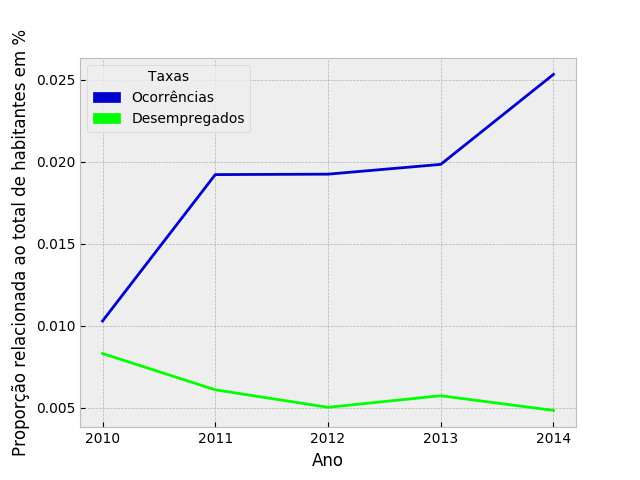 Proporção relacionada ao total de habitantes em %
0.025
0.020
0.015
0.010
0.005
Taxas
Ocorrências
Desempregados
2010 2011 2012 2013 2014
Ano